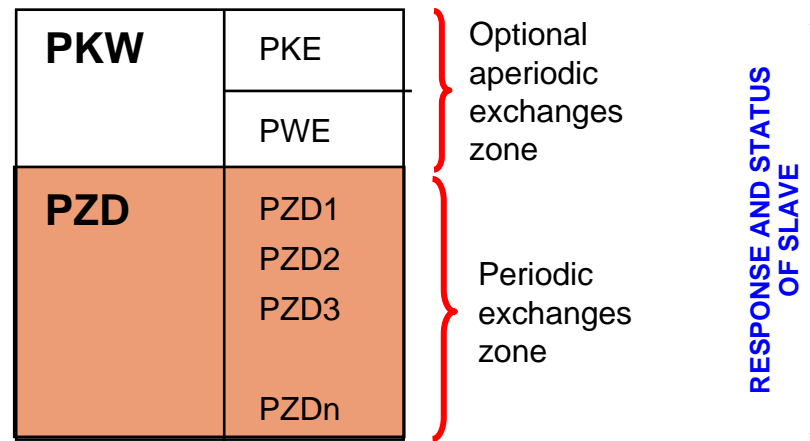 PKW
PKE
PWE
Optional
aperiodic
exchanges
zone
PZD
PZD1
PZD2
PZD3
PZDn
Periodic
exchanges
zone
RESPONSE AND STATUS
OF SLAVE